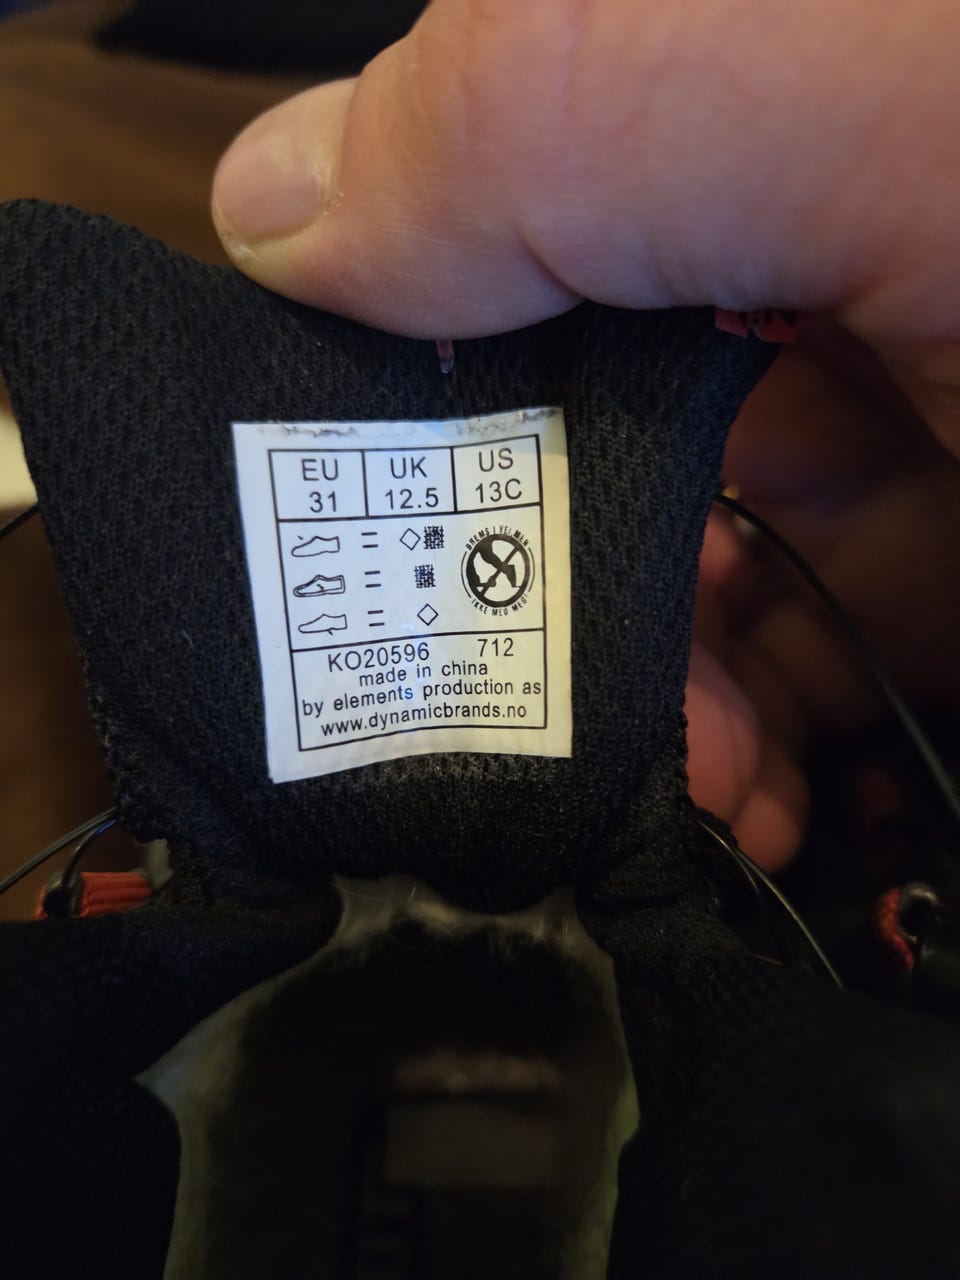 EU UK US
31 12.5 13C
BREMS I VEI MEN
IKKE MED MEG!
KO20596 712
made in china
by elements production as
www.dynamicbrands.no